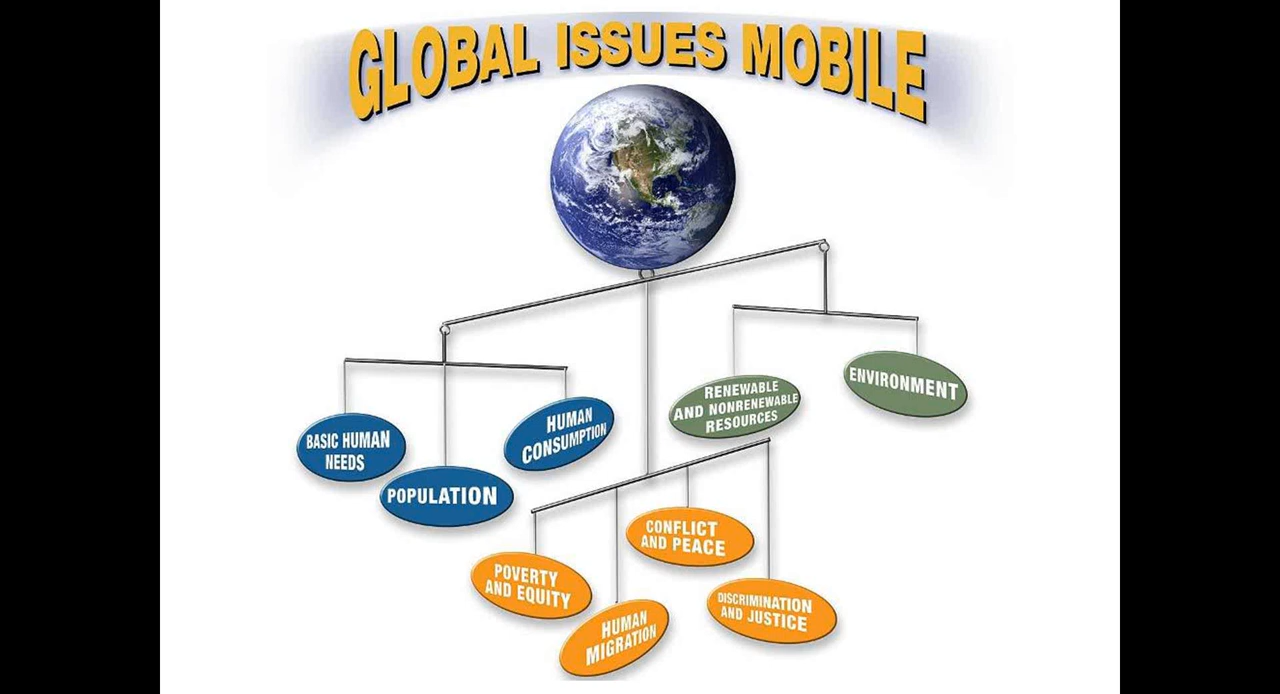 GLOBAL ISSUES MOBILE
RENEWABLE
AND NONRENEWABLE
RESOURCES
ENVIRONMENT
BASIC HUMAN
NEEDS
POPULATION
HUMAN
CONSUMPTION
CONFLICT
AND PEACE
POVERTY
AND EQUITY
HUMAN
MIGRATION
DISCRIMINATION
AND JUSTICE